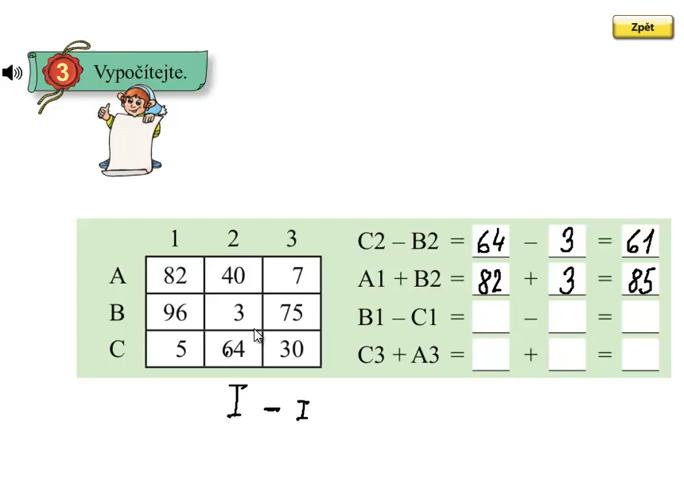 Zpět
3 Vypočítejte.
1 2 3
A 82 40 7
B 96 3 75
C 5 64 30
C2 – B2 = 64 – 3 = 61
A1 + B2 = 82 + 3 = 85
B1 – C1 = – =
C3 + A3 = + =
I – I